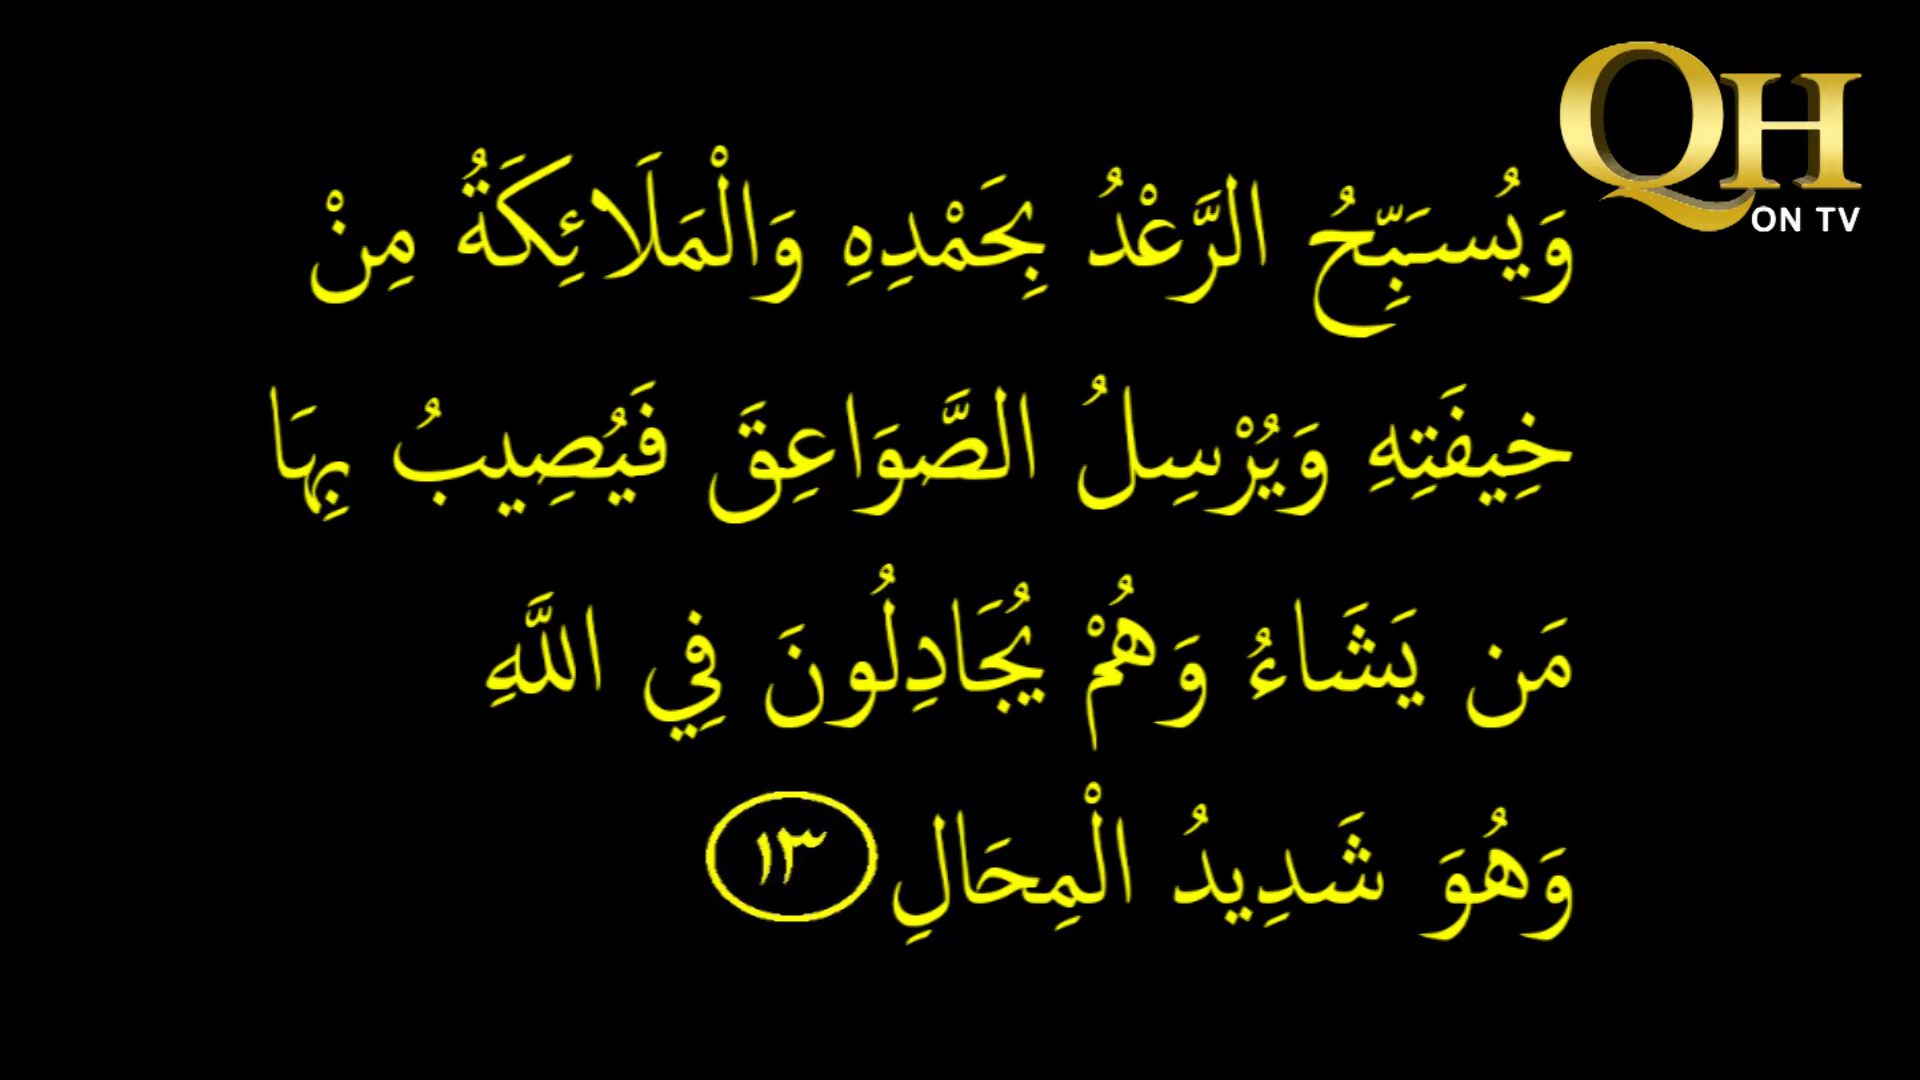 QH
ON TV
وَيُسَبِّحُ الرَّعْدُ بِحَمْدِهِ وَالْمَلَائِكَةُ مِنْ
خِيفَتِهِ وَيُرْسِلُ الصَّوَاعِقَ فَيُصِيبُ بِهَا
مَن يَشَاءُ وَهُمْ يُجَادِلُونَ فِي اللَّهِ
وَهُوَ شَدِيدُ الْمِحَالِ ١٣